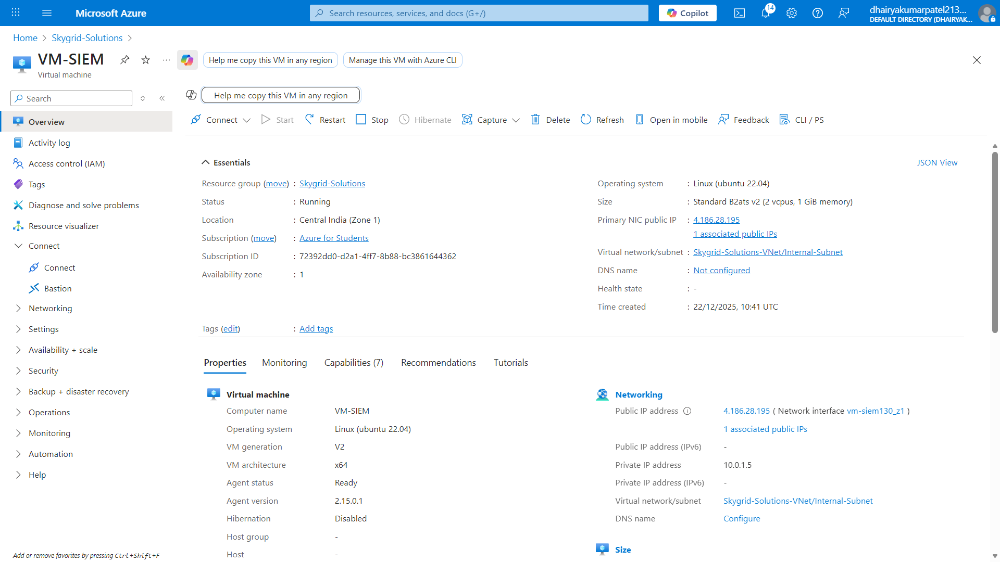 Microsoft Azure
Search resources, services, and docs (G+/)
Copilot
14
dhairyakumarpatel213...
DEFAULT DIRECTORY (DHAIRYAK...
Home
Skygrid-Solutions
VM-SIEM
Virtual machine
Help me copy this VM in any region
Manage this VM with Azure CLI
Search
Overview
Activity log
Access control (IAM)
Tags
Diagnose and solve problems
Resource visualizer
Connect
Connect
Bastion
Networking
Settings
Availability + scale
Security
Backup + disaster recovery
Operations
Monitoring
Automation
Help
Add or remove favorites by pressing Ctrl+Shift+F
Help me copy this VM in any region
Connect
Start
Restart
Stop
Hibernate
Capture
Delete
Refresh
Open in mobile
Feedback
CLI / PS
Essentials
JSON View
Resource group (move) : Skygrid-Solutions
Status : Running
Location : Central India (Zone 1)
Subscription (move) : Azure for Students
Subscription ID : 72392dd0-d2a1-4ff7-8b88-bc3861644362
Availability zone : 1
Operating system : Linux (ubuntu 22.04)
Size : Standard B2ats v2 (2 vcpus, 1 GiB memory)
Primary NIC public IP : 4.186.28.195
1 associated public IPs
Virtual network/subnet : Skygrid-Solutions-VNet/Internal-Subnet
DNS name : Not configured
Health state : -
Time created : 22/12/2025, 10:41 UTC
Tags (edit) : Add tags
Properties
Monitoring
Capabilities (7)
Recommendations
Tutorials
Virtual machine
Computer name VM-SIEM
Operating system Linux (ubuntu 22.04)
VM generation V2
VM architecture x64
Agent status Ready
Agent version 2.15.0.1
Hibernation Disabled
Host group -
Host -
Networking
Public IP address 4.186.28.195 ( Network interface vm-siem130_z1 )
1 associated public IPs
Public IP address (IPv6) -
Private IP address 10.0.1.5
Private IP address (IPv6) -
Virtual network/subnet Skygrid-Solutions-VNet/Internal-Subnet
DNS name Configure
Size